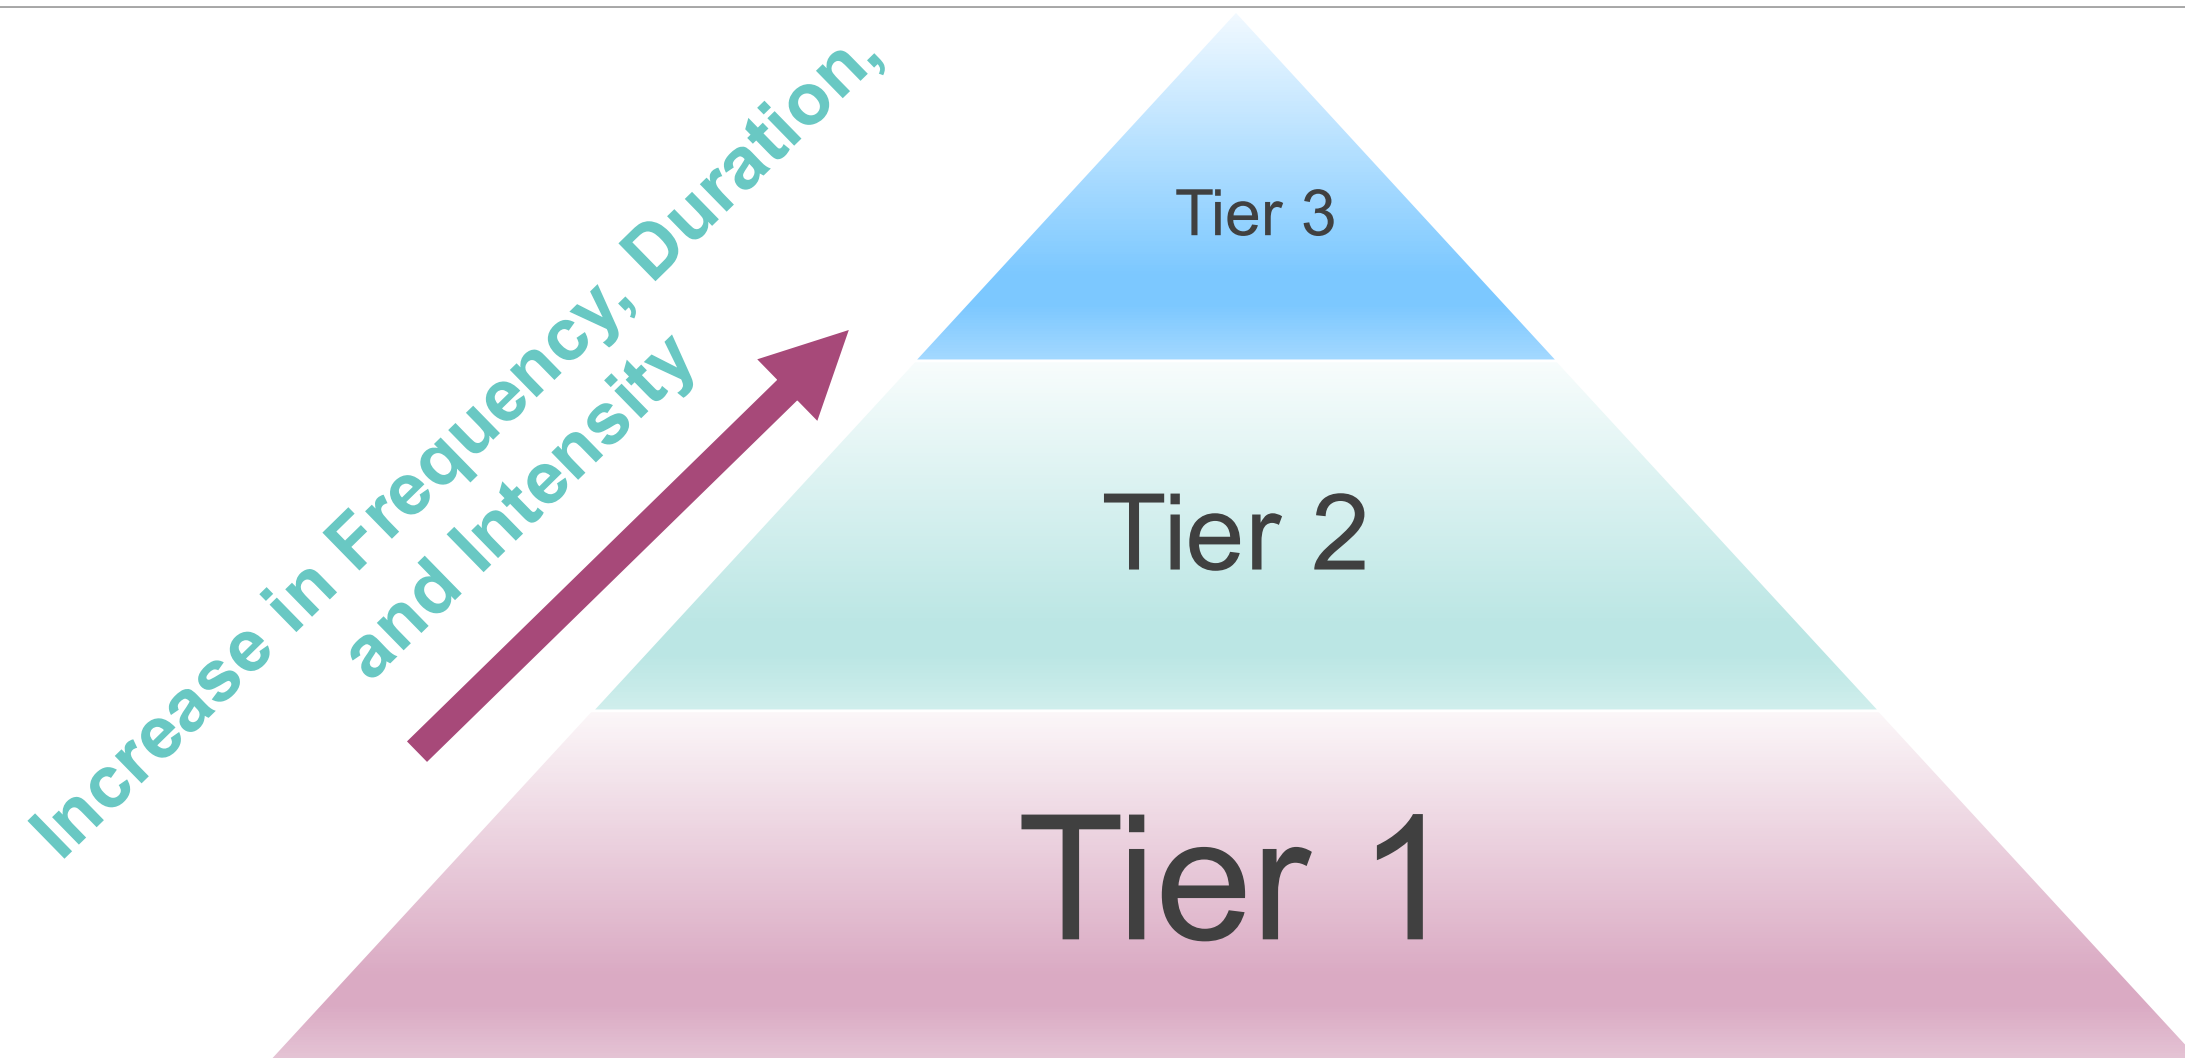 Increase in Frequency, Duration,
and Intensity
Tier 3
Tier 2
Tier 1